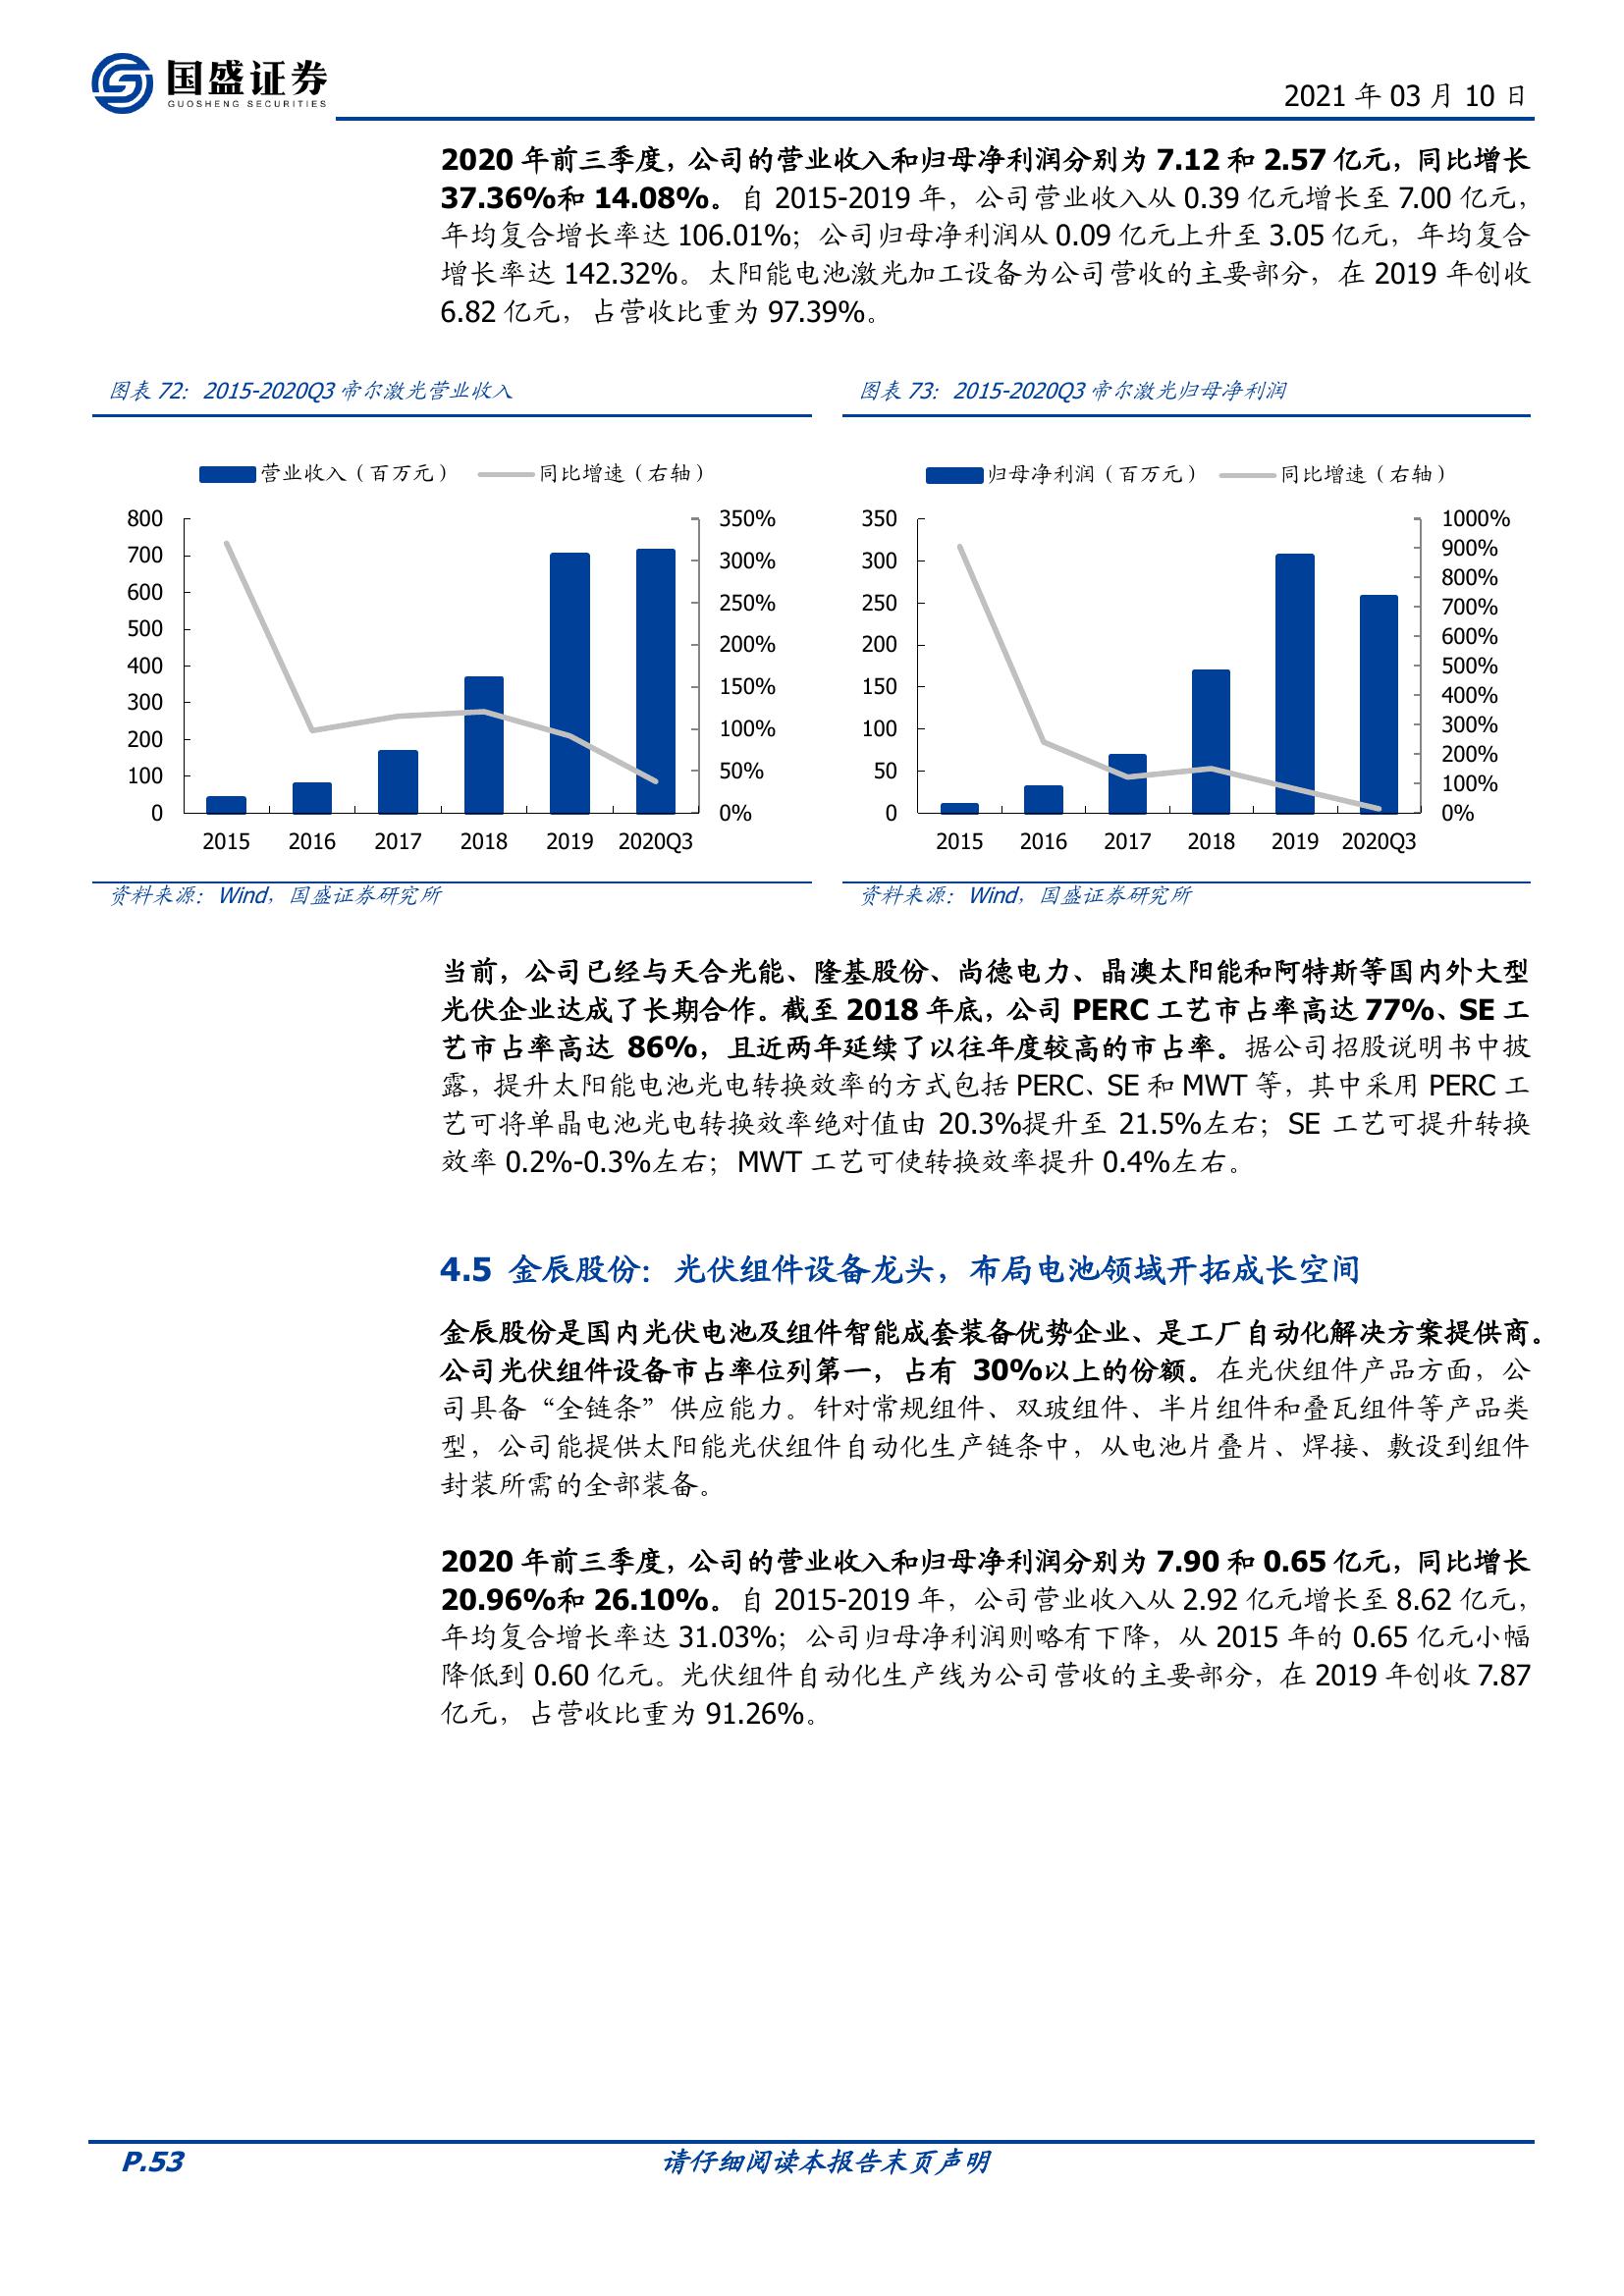 国盛证券
GUOSHENG SECURITIES
2021 年 03 月 10 日
2020 年前三季度，公司的营业收入和归母净利润分别为 7.12 和 2.57 亿元，同比增长
37.36%和 14.08%。自 2015-2019 年，公司营业收入从 0.39 亿元增长至 7.00 亿元，
年均复合增长率达 106.01%；公司归母净利润从 0.09 亿元上升至 3.05 亿元，年均复合
增长率达 142.32%。太阳能电池激光加工设备为公司营收的主要部分，在 2019 年创收
6.82 亿元，占营收比重为 97.39%。
图表 72：2015-2020Q3 帝尔激光营业收入
营业收入（百万元）
同比增速（右轴）
800
700
600
500
400
300
200
100
0
350%
300%
250%
200%
150%
100%
50%
0%
2015 2016 2017 2018 2019 2020Q3
资料来源：Wind，国盛证券研究所
图表 73：2015-2020Q3 帝尔激光归母净利润
归母净利润（百万元）
同比增速（右轴）
350
300
250
200
150
100
50
0
1000%
900%
800%
700%
600%
500%
400%
300%
200%
100%
0%
2015 2016 2017 2018 2019 2020Q3
资料来源：Wind，国盛证券研究所
当前，公司已经与天合光能、隆基股份、尚德电力、晶澳太阳能和阿特斯等国内外大型
光伏企业达成了长期合作。截至 2018 年底，公司 PERC 工艺市占率高达 77%、SE 工
艺市占率高达 86%，且近两年延续了以往年度较高的市占率。据公司招股说明书中披
露，提升太阳能电池光电转换效率的方式包括 PERC、SE 和 MWT 等，其中采用 PERC 工
艺可将单晶电池光电转换效率绝对值由 20.3%提升至 21.5%左右；SE 工艺可提升转换
效率 0.2%-0.3%左右；MWT 工艺可使转换效率提升 0.4%左右。
4.5 金辰股份：光伏组件设备龙头，布局电池领域开拓成长空间
金辰股份是国内光伏电池及组件智能成套装备优势企业、是工厂自动化解决方案提供商。
公司光伏组件设备市占率位列第一，占有 30%以上的份额。在光伏组件产品方面，公
司具备“全链条”供应能力。针对常规组件、双玻组件、半片组件和叠瓦组件等产品类
型，公司能提供太阳能光伏组件自动化生产链条中，从电池片叠片、焊接、敷设到组件
封装所需的全部装备。
2020 年前三季度，公司的营业收入和归母净利润分别为 7.90 和 0.65 亿元，同比增长
20.96%和 26.10%。自 2015-2019 年，公司营业收入从 2.92 亿元增长至 8.62 亿元，
年均复合增长率达 31.03%；公司归母净利润则略有下降，从 2015 年的 0.65 亿元小幅
降低到 0.60 亿元。光伏组件自动化生产线为公司营收的主要部分，在 2019 年创收 7.87
亿元，占营收比重为 91.26%。
P.53
请仔细阅读本报告末页声明